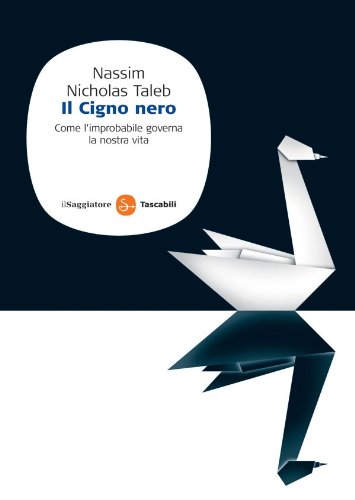 Nassim
Nicholas Taleb
Il Cigno nero
Come l'improbabile governa
la nostra vita
ilSaggiatore Tascabili